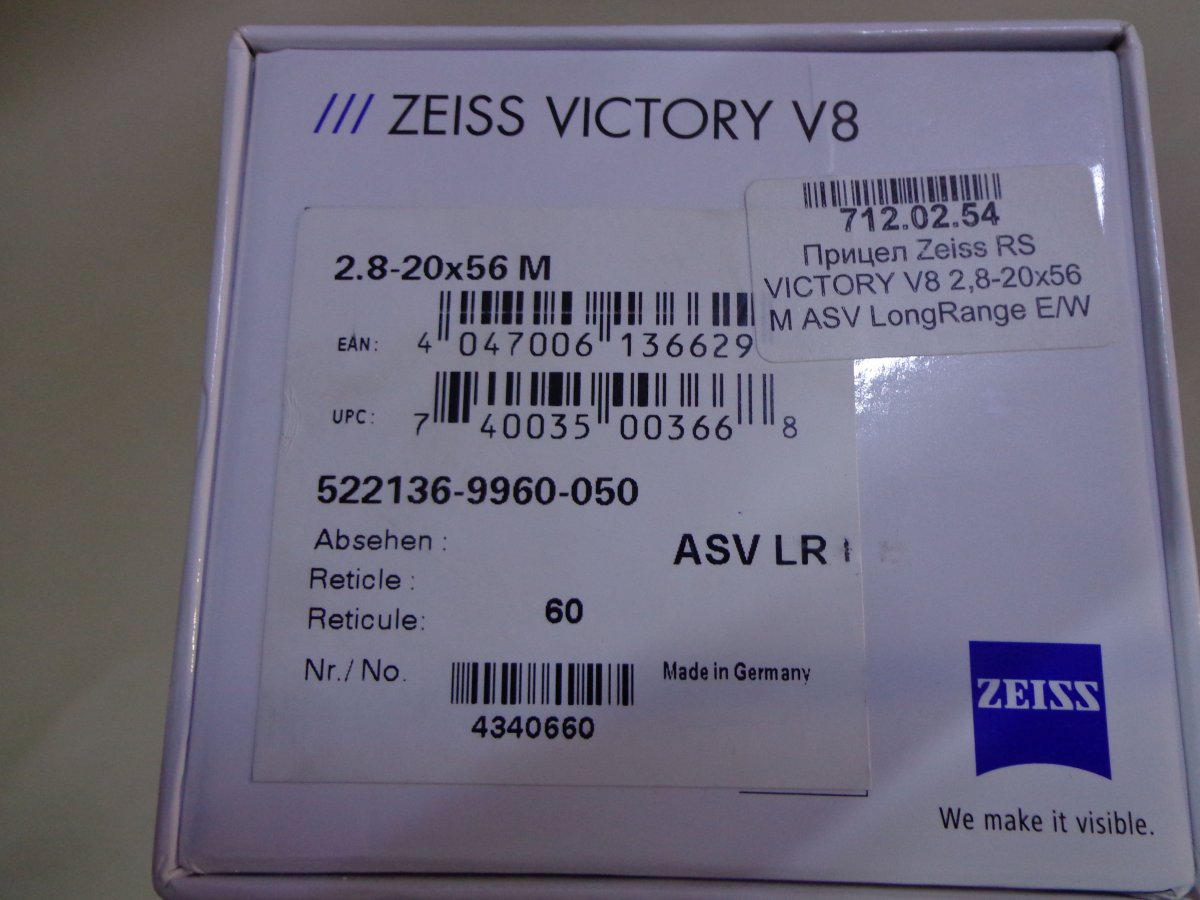 /// ZEISS VICTORY V8
712.02.54
Прицел Zeiss RS
VICTORY V8 2,8-20x56
M ASV LongRange E/W
2.8-20x56 M
EAN: 4 047006 136629
UPC: 7 40035 00366 8
522136-9960-050
Absehen :
ASV LR
Reticle :
Reticule: 60
Nr./ No.
Made in Germany
4340660
ZEISS
We make it visible.